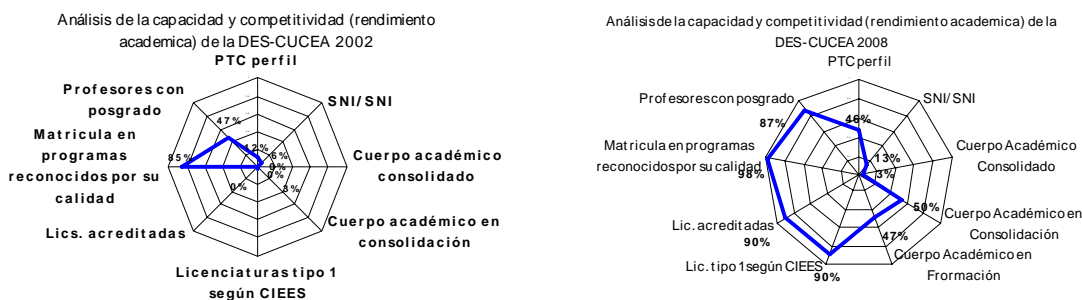 Análisis de la capacidad y competitividad (rendimiento
academica) de la DES-CUCEA 2002
PTC perfil
SNI/SNI
Cuerpo académico
consolidado
Cuerpo académico en
consolidación
Licenciaturas tipo 1
según CIEES
Lics. acreditadas
Matricula en
programas
reconocidos por su
calidad
Profesores con
posgrado
47%
12%
6%
85%
0%
0%
0%
3%
Análisis de la capacidad y competitividad (rendimiento academica) de la
DES-CUCEA 2008
PTC perfil
SNI/SNI
Cuerpo Académico
Consolidado
Cuerpo Académico en
Consolidación
Cuerpo Académico en
Frormación
Lic. tipo 1 según CIEES
Lic. acreditadas
Matricula en programas
reconocidos por su calidad
Profesores con posgrado
46%
13%
3%
50%
47%
90%
90%
98%
87%